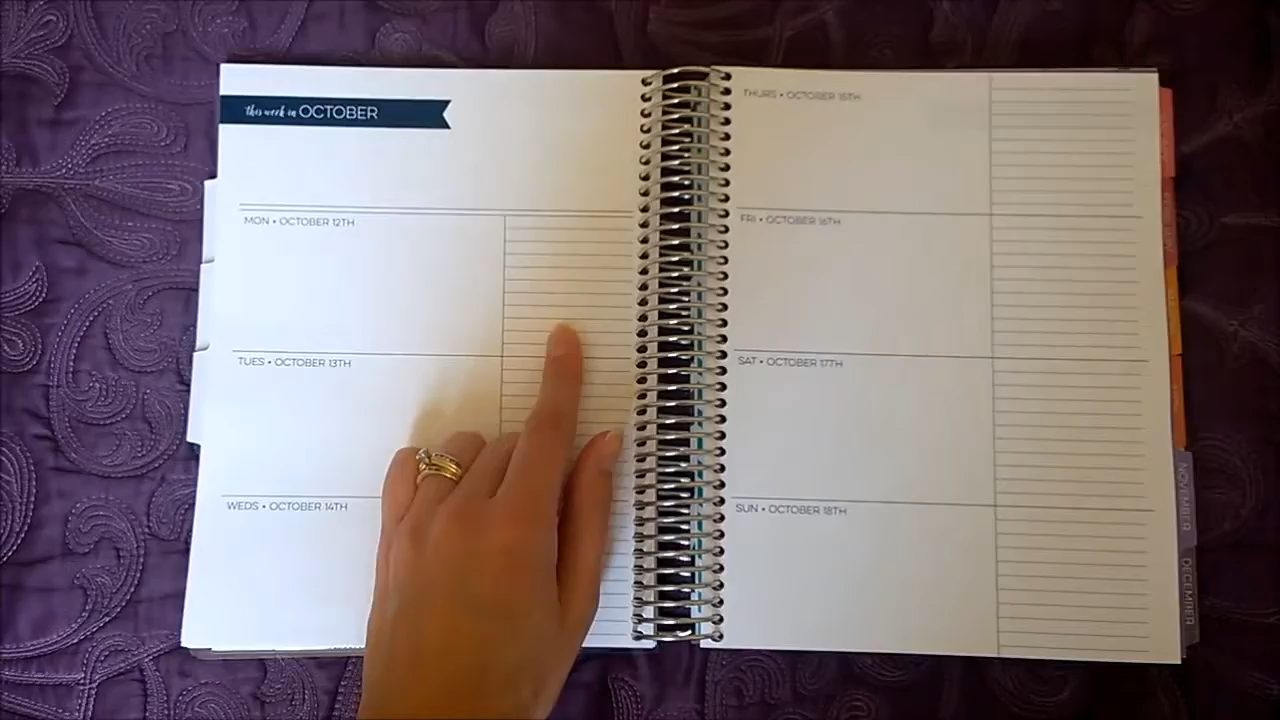 this week in OCTOBER
MON • OCTOBER 12TH
TUES • OCTOBER 13TH
WEDS • OCTOBER 14TH
THURS • OCTOBER 15TH
FRI • OCTOBER 16TH
SAT • OCTOBER 17TH
SUN • OCTOBER 18TH
NOVEMBER
DECEMBER